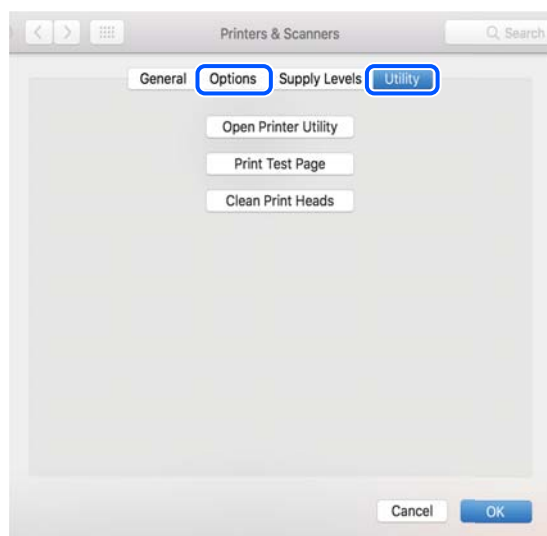 Printers & Scanners Search
General Options Supply Levels Utility
Open Printer Utility
Print Test Page
Clean Print Heads
Cancel OK